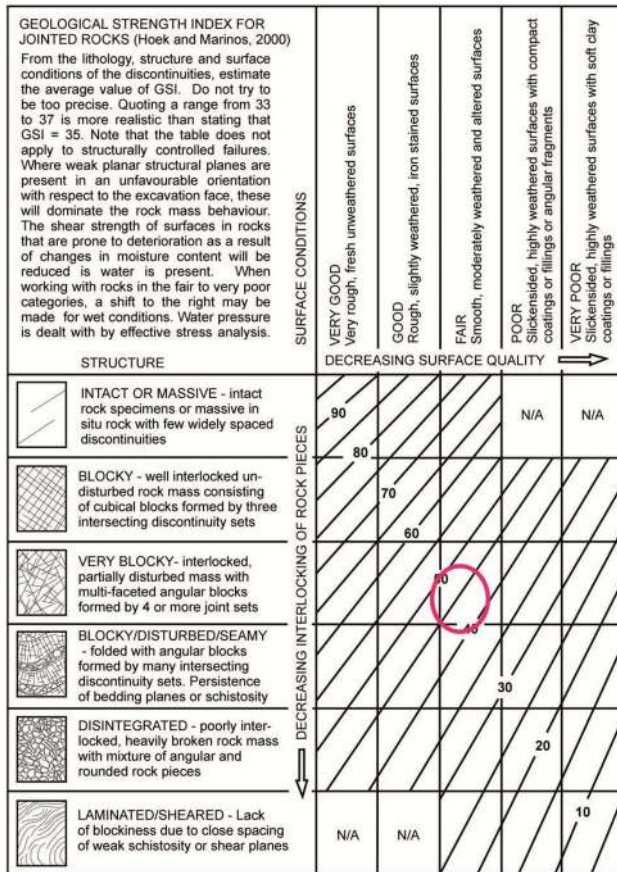 GEOLOGICAL STRENGTH INDEX FOR
JOINTED ROCKS (Hoek and Marinos, 2000)
From the lithology, structure and surface
conditions of the discontinuities, estimate
the average value of GSI. Do not try to
be too precise. Quoting a range from 33
to 37 is more realistic than stating that
GSI = 35. Note that the table does not
apply to structurally controlled failures.
Where weak planar structural planes are
present in an unfavourable orientation
with respect to the excavation face, these
will dominate the rock mass behaviour.
The shear strength of surfaces in rocks
that are prone to deterioration as a result
of changes in moisture content will be
reduced is water is present. When
working with rocks in the fair to very poor
categories, a shift to the right may be
made for wet conditions. Water pressure
is dealt with by effective stress analysis.
STRUCTURE
SURFACE CONDITIONS
VERY GOOD
Very rough, fresh unweathered surfaces
GOOD
Rough, slightly weathered, iron stained surfaces
FAIR
Smooth, moderately weathered and altered surfaces
POOR
Slickensided, highly weathered surfaces with compact
coatings or fillings or angular fragments
VERY POOR
Slickensided, highly weathered surfaces with soft clay
coatings or fillings
DECREASING SURFACE QUALITY
DECREASING INTERLOCKING OF ROCK PIECES
INTACT OR MASSIVE - intact
rock specimens or massive in
situ rock with few widely spaced
discontinuities
90
80
N/A
N/A
BLOCKY - well interlocked un-
disturbed rock mass consisting
of cubical blocks formed by three
intersecting discontinuity sets
70
60
VERY BLOCKY- interlocked,
partially disturbed mass with
multi-faceted angular blocks
formed by 4 or more joint sets
50
40
BLOCKY/DISTURBED/SEAMY
- folded with angular blocks
formed by many intersecting
discontinuity sets. Persistence
of bedding planes or schistosity
30
DISINTEGRATED - poorly inter-
locked, heavily broken rock mass
with mixture of angular and
rounded rock pieces
20
LAMINATED/SHEARED - Lack
of blockiness due to close spacing
of weak schistosity or shear planes
N/A
N/A
10